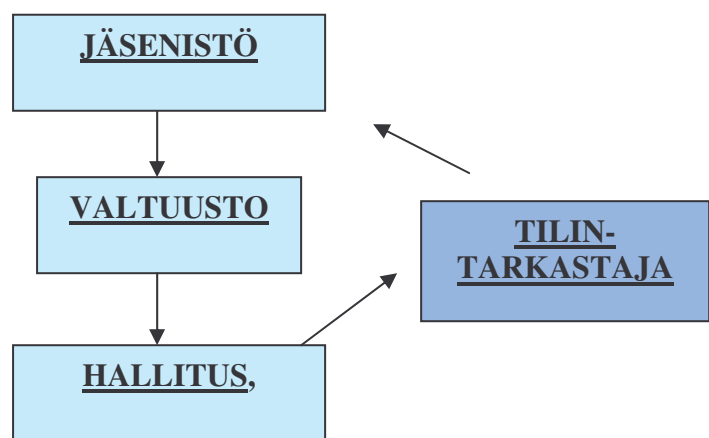 JÄSENISTÖ
VALTUUSTO
TILIN-
TARKASTAJA
HALLITUS,